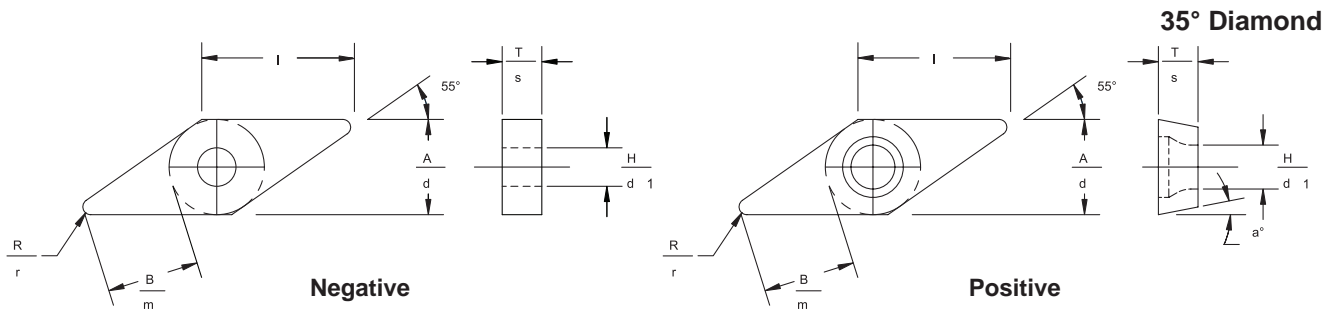 35° Diamond
I
T
s
55°
A
d
H
d 1
R
r
B
m
Negative
I
T
s
55°
A
d
H
d 1
a°
R
r
B
m
Positive